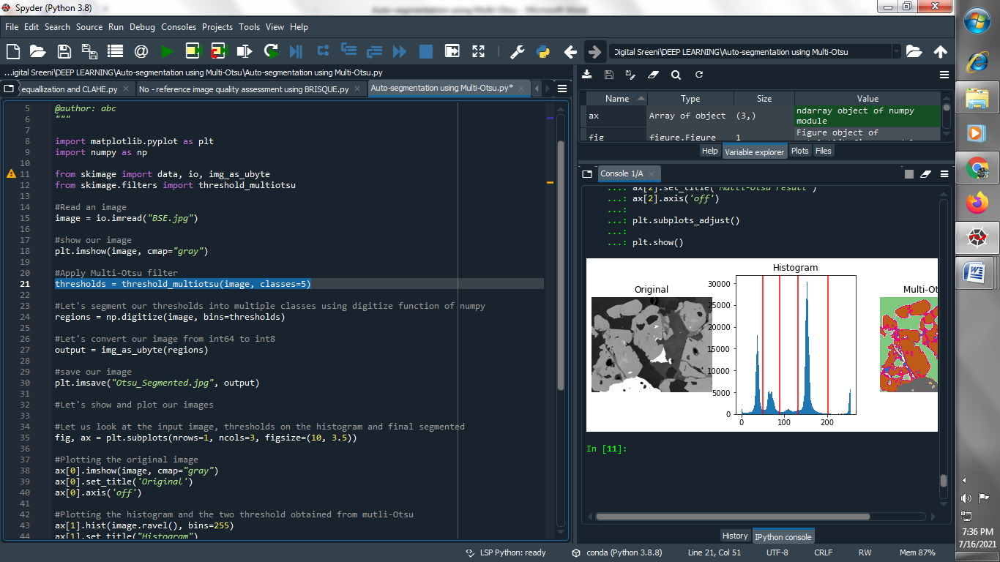 Spyder (Python 3.8)
Auto-segmentation using Multi-Otsu - Microsoft Word
File Edit Search Source Run Debug Consoles Projects Tools View Help
Digital Sreeni\DEEP LEARNING\Auto-segmentation using Multi-Otsu
...igital Sreeni\DEEP LEARNING\Auto-segmentation using Multi-Otsu\Auto-segmentation using Multi-Otsu.py
equallization and CLAHE.py
No - reference image quality assessment using BRISQUE.py
Auto-segmentation using Multi-Otsu.py*
5 @author: abc
6 """
7
8 import matplotlib.pyplot as plt
9 import numpy as np
10
11 from skimage import data, io, img_as_ubyte
12 from skimage.filters import threshold_multiotsu
13
14 #Read an image
15 image = io.imread("BSE.jpg")
16
17 #show our image
18 plt.imshow(image, cmap="gray")
19
20 #Apply Multi-Otsu filter
21 thresholds = threshold_multiotsu(image, classes=5)
22
23 #Let's segment our thresholds into multiple classes using digitize function of numpy
24 regions = np.digitize(image, bins=thresholds)
25
26 #Let's convert our image from int64 to int8
27 output = img_as_ubyte(regions)
28
29 #save our image
30 plt.imsave("Otsu_Segmented.jpg", output)
31
32 #Let's show and plot our images
33
34 #Let us look at the input image, thresholds on the histogram and final segmented
35 fig, ax = plt.subplots(nrows=1, ncols=3, figsize=(10, 3.5))
36
37 #Plotting the original image
38 ax[0].imshow(image, cmap="gray")
39 ax[0].set_title('Original')
40 ax[0].axis('off')
41
42 #Plotting the histogram and the two threshold obtained from mutli-Otsu
43 ax[1].hist(image.ravel(), bins=255)
44 ax[1].set_title("Histogram")
Name Type Size Value
ax Array of object (3,) ndarray object of numpy
module
fig figure.Figure 1 Figure object of
Help Variable explorer Plots Files
Console 1/A
...: ax[2].set_title('Multi-Otsu result')
...: ax[2].axis('off')
...:
...: plt.subplots_adjust()
...:
...: plt.show()
Original
Histogram
Multi-Ot
30000
25000
20000
15000
10000
5000
0
0 100 200
In [11]:
History IPython console
LSP Python: ready conda (Python 3.8.8) Line 21, Col 51 UTF-8 CRLF RW Mem 87%
7:36 PM
7/16/2021